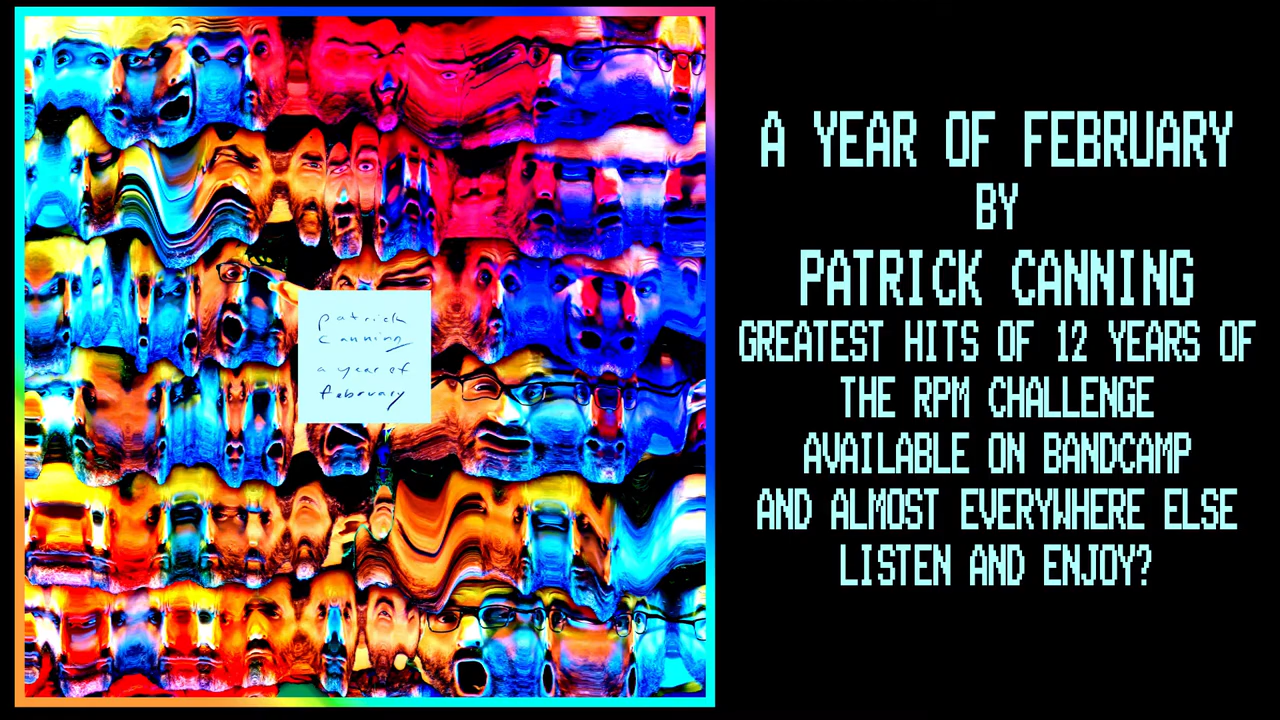 patrick
canning
a year of
february
A YEAR OF FEBRUARY
BY
PATRICK CANNING
GREATEST HITS OF 12 YEARS OF
THE RPM CHALLENGE
AVAILABLE ON BANDCAMP
AND ALMOST EVERYWHERE ELSE
LISTEN AND ENJOY?